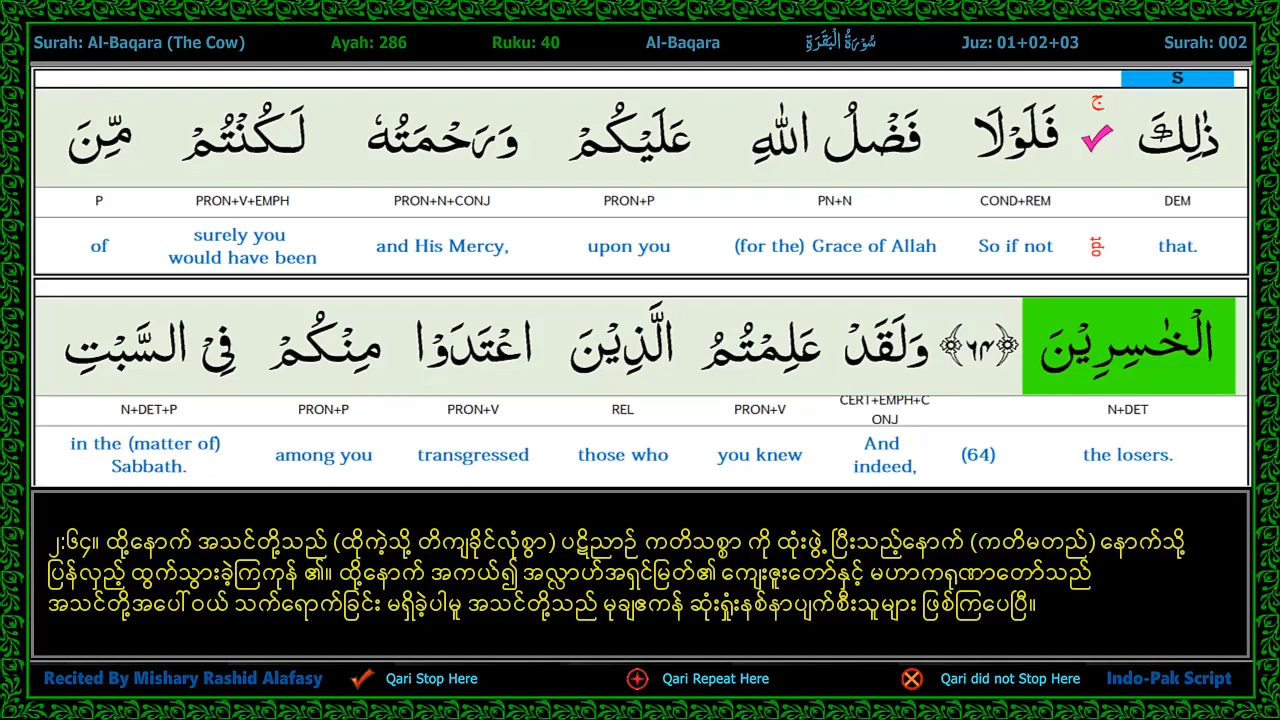 Surah: Al-Baqara (The Cow) Ayah: 286 Ruku: 40 Al-Baqara سُوْرَةُ الْبَقَرَةِ Juz: 01+02+03 Surah: 002
S
ذٰلِكَ ۚ فَلَوْلَا فَضْلُ اللّٰهِ عَلَيْكُمْ وَرَحْمَتُهٗ لَـكُنْتُمْ مِّنَ
P PRON+V+EMPH PRON+N+CONJ PRON+P PN+N COND+REM DEM
of surely you would have been and His Mercy, upon you (for the) Grace of Allah So if not opt that.
الْخٰسِرِيْنَ ﴿۶۴﴾ وَلَقَدْ عَلِمْتُمُ الَّذِيْنَ اعْتَدَوْا مِنْكُمْ فِى السَّبْتِ
N+DET+P PRON+P PRON+V REL PRON+V CERT+EMPH+CONJ N+DET
in the (matter of) Sabbath. among you transgressed those who you knew And indeed, (64) the losers.
၂:၆၄။ ထို့နောက် အသင်တို့သည် (ထိုကဲ့သို့ တိကျခိုင်လုံစွာ) ပဋိညာဉ် ကတိသစ္စာ ကို ထုံးဖွဲ့ ပြီးသည့်နောက် (ကတိမတည်) နောက်သို့
ပြန်လှည့် ထွက်သွားခဲ့ကြကုန် ၏။ ထို့နောက် အကယ်၍ အလ္လာဟ်အရှင်မြတ်၏ ကျေးဇူးတော်နှင့် မဟာကရုဏာတော်သည်
အသင်တို့အပေါ် ဝယ် သက်ရောက်ခြင်း မရှိခဲ့ပါမူ အသင်တို့သည် မုချဧကန် ဆုံးရှုံးနစ်နာပျက်စီးသူများ ဖြစ်ကြပေပြီ။
Recited By Mishary Rashid Alafasy Qari Stop Here Qari Repeat Here Qari did not Stop Here Indo-Pak Script